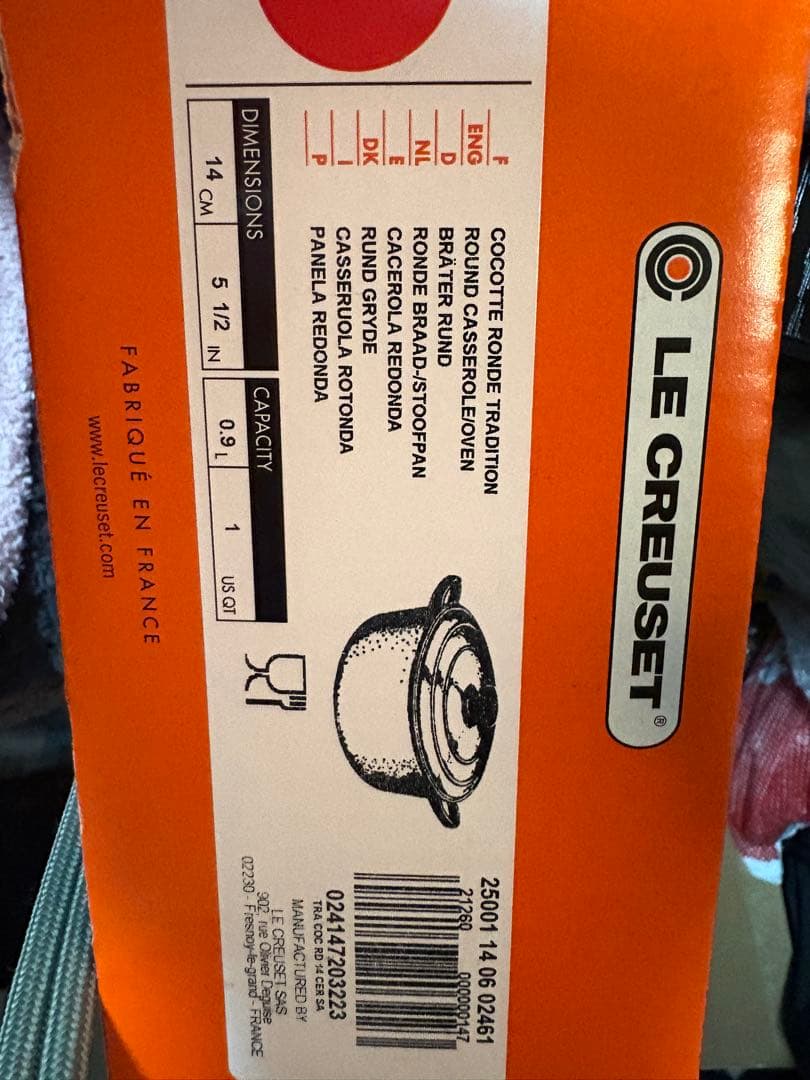 LE CREUSET®
F COCOTTE RONDE TRADITION
ENG ROUND CASSEROLE/OVEN
D BRÄTER RUND
NL RONDE BRAAD-/STOOFPAN
E CACEROLA REDONDA
DK RUND GRYDE
I CASSERUOLA ROTONDA
P PANELA REDONDA
DIMENSIONS
14 CM 5 1/2 IN
CAPACITY
0.9 L 1 US QT
25001 14 06 02461
21260 000000147
024147203223
TRA COC RD 14 CER SA
MANUFACTURED BY
LE CREUSET SAS
902, rue Olivier Deguise
02230 - Fresnoy-le-grand - FRANCE
FABRIQUÉ EN FRANCE
www.lecreuset.com